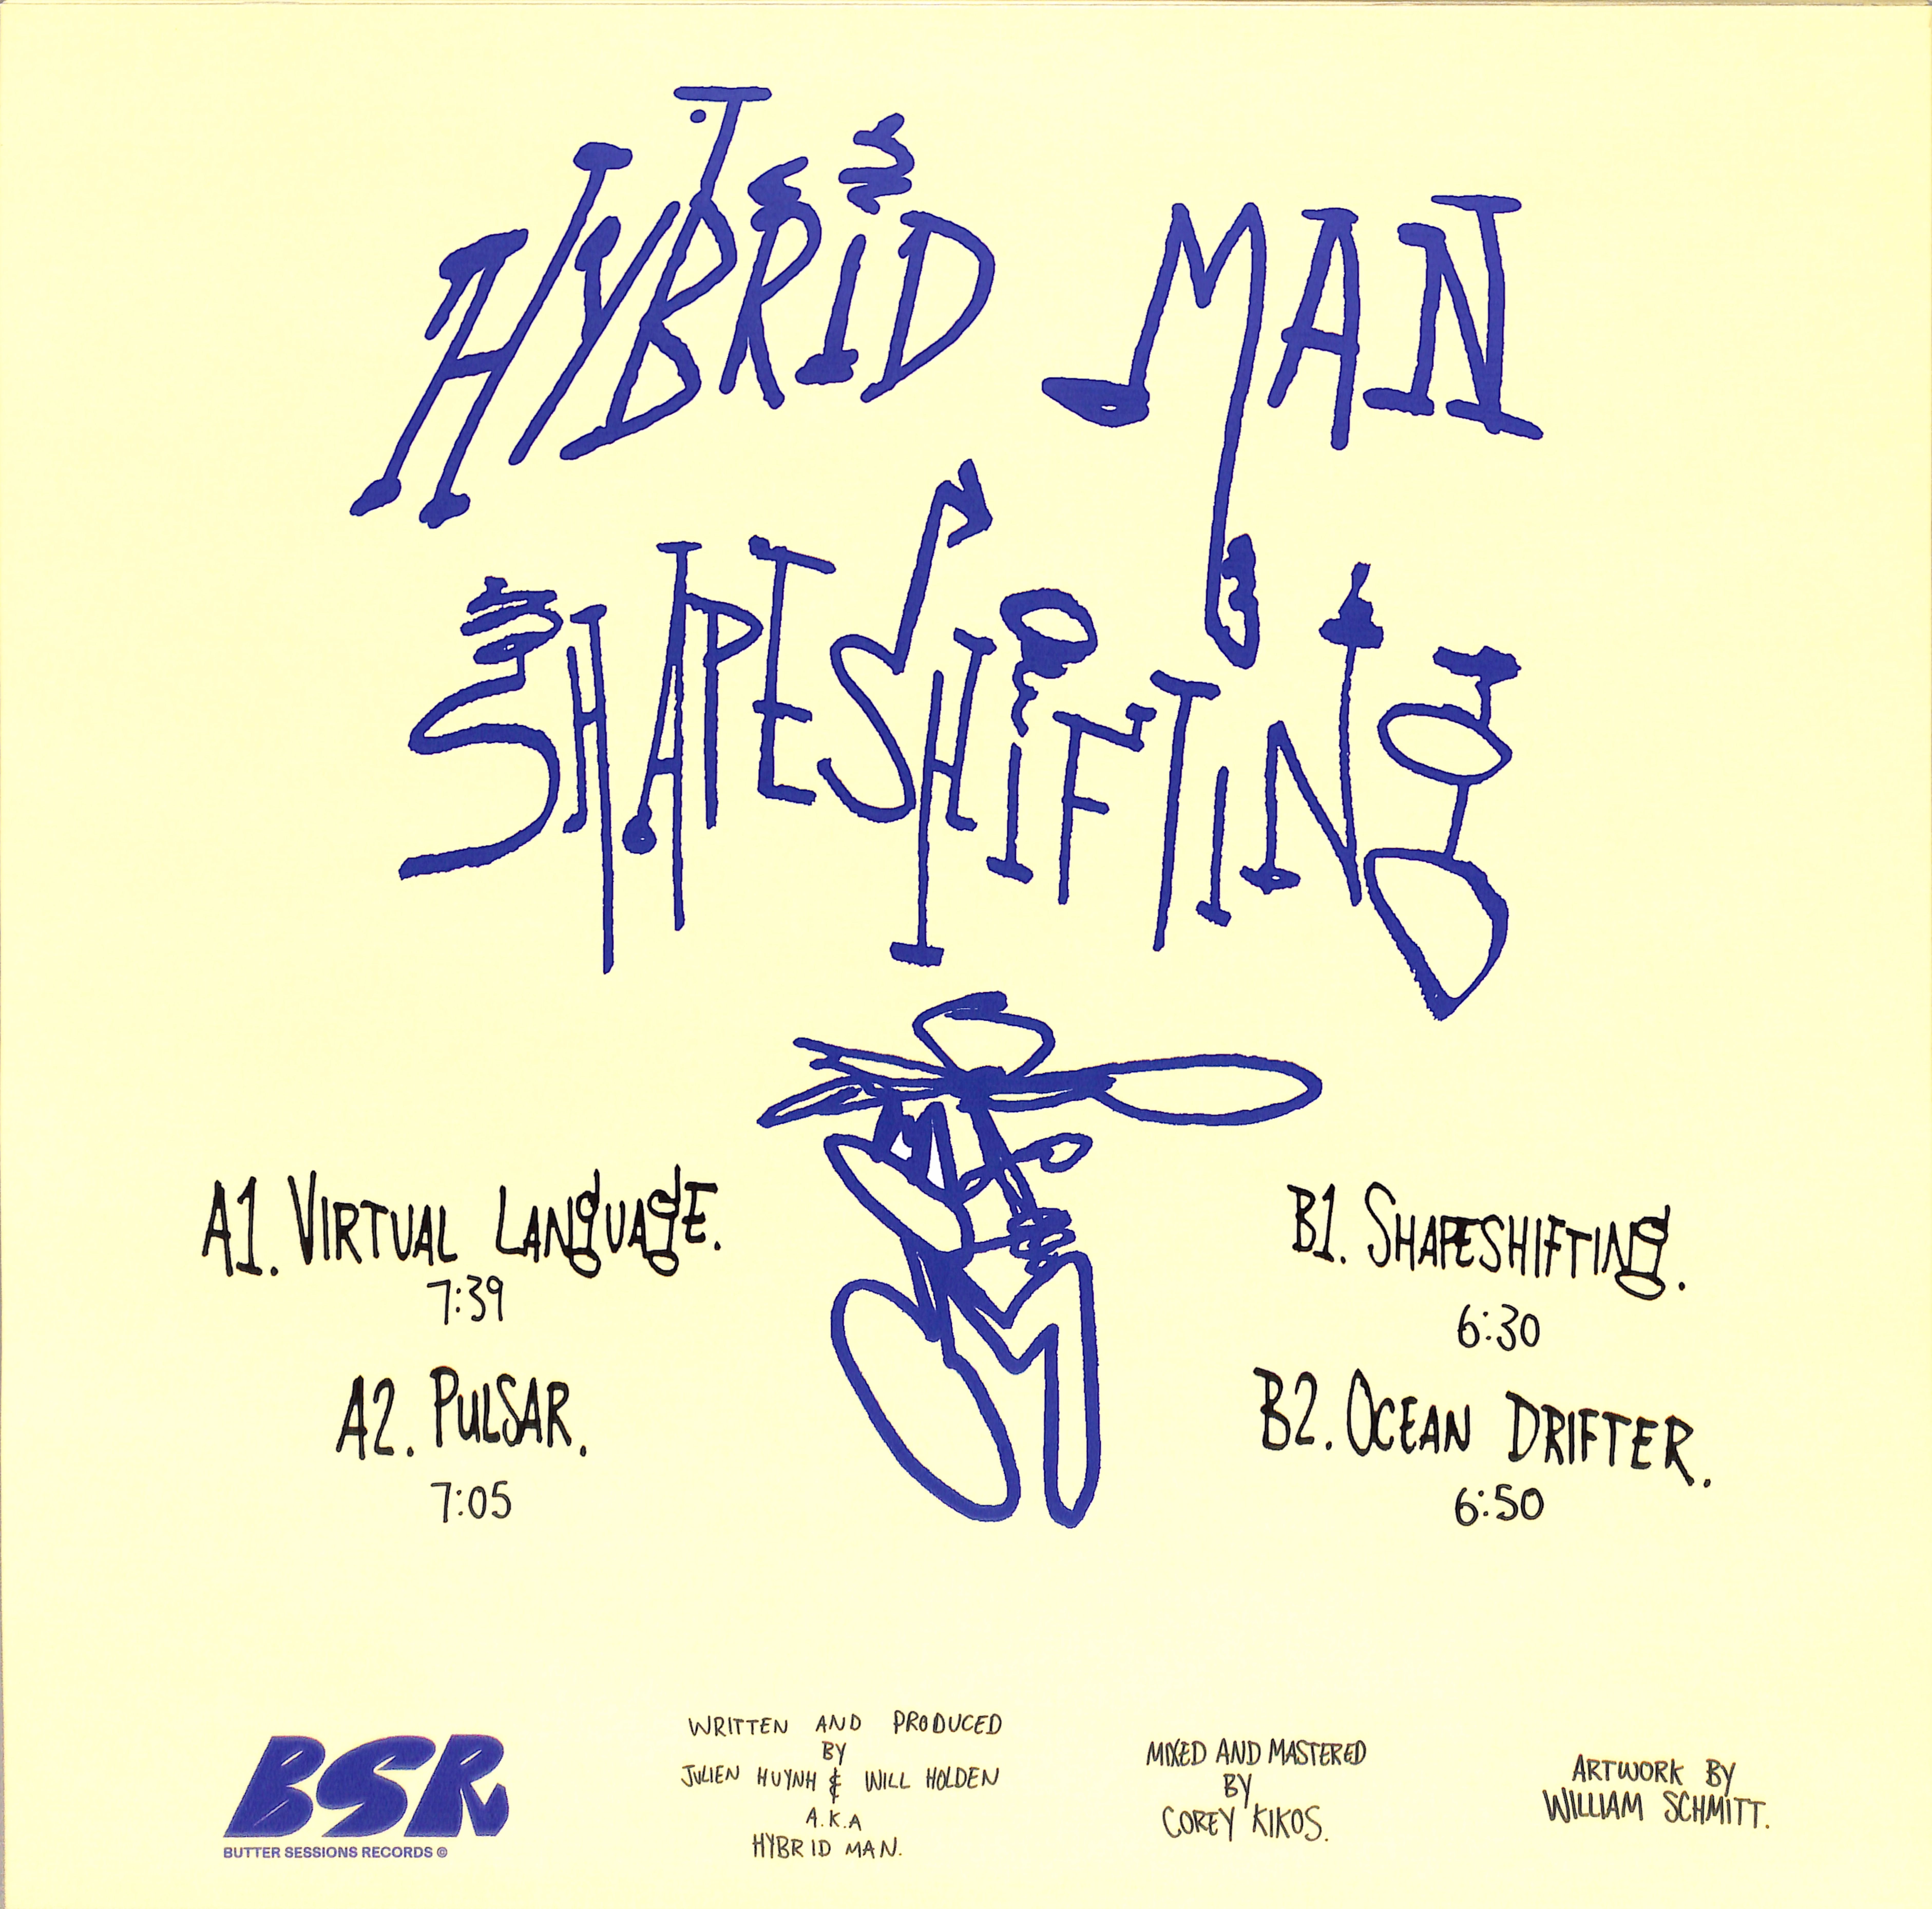 HYBRID MAN
SHAPESHIFTING
A1. VIRTUAL LANGUAGE.
7:39
A2. PULSAR.
7:05
B1. SHAPESHIFTING.
6:30
B2. OCEAN DRIFTER.
6:50
BSR
BUTTER SESSIONS RECORDS ©
WRITTEN AND PRODUCED
BY
JULIEN HUYNH & WILL HOLDEN
A.K.A
HYBRID MAN.
MIXED AND MASTERED
BY
COREY KIKOS.
ARTWORK BY
WILLIAM SCHMITT.